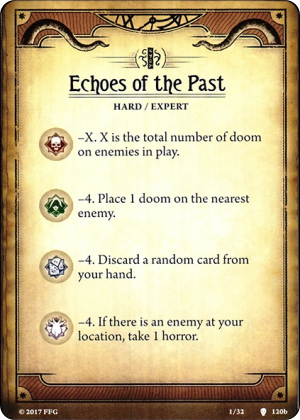 Echoes of the Past
HARD / EXPERT
–X. X is the total number of doom
on enemies in play.
–4. Place 1 doom on the nearest
enemy.
–4. Discard a random card from
your hand.
–4. If there is an enemy at your
location, take 1 horror.
© 2017 FFG
1/32
120b